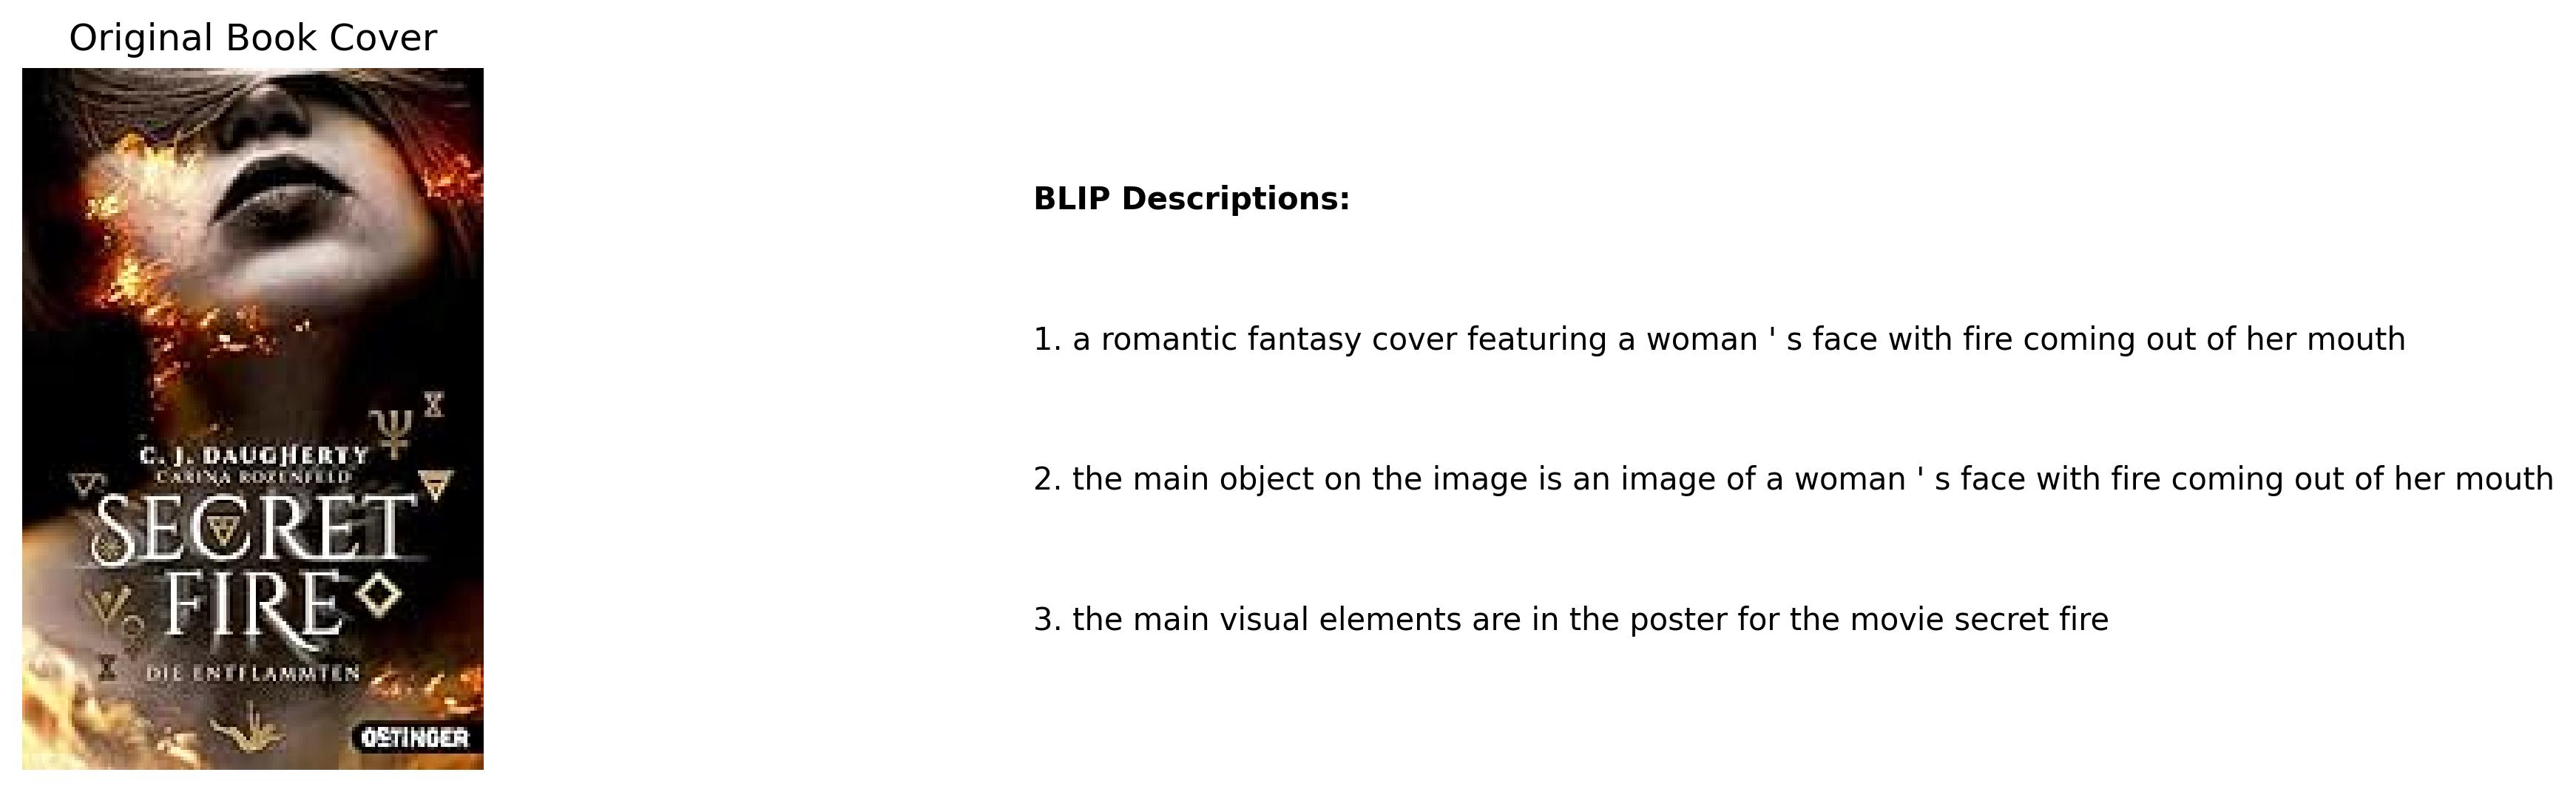 Original Book Cover
C. J. DAUGHERTY
CARINA ROZENFELD
SECRET
FIRE
DIE ENTFLAMMTEN
OETINGER
BLIP Descriptions:
1. a romantic fantasy cover featuring a woman ' s face with fire coming out of her mouth
2. the main object on the image is an image of a woman ' s face with fire coming out of her mouth
3. the main visual elements are in the poster for the movie secret fire